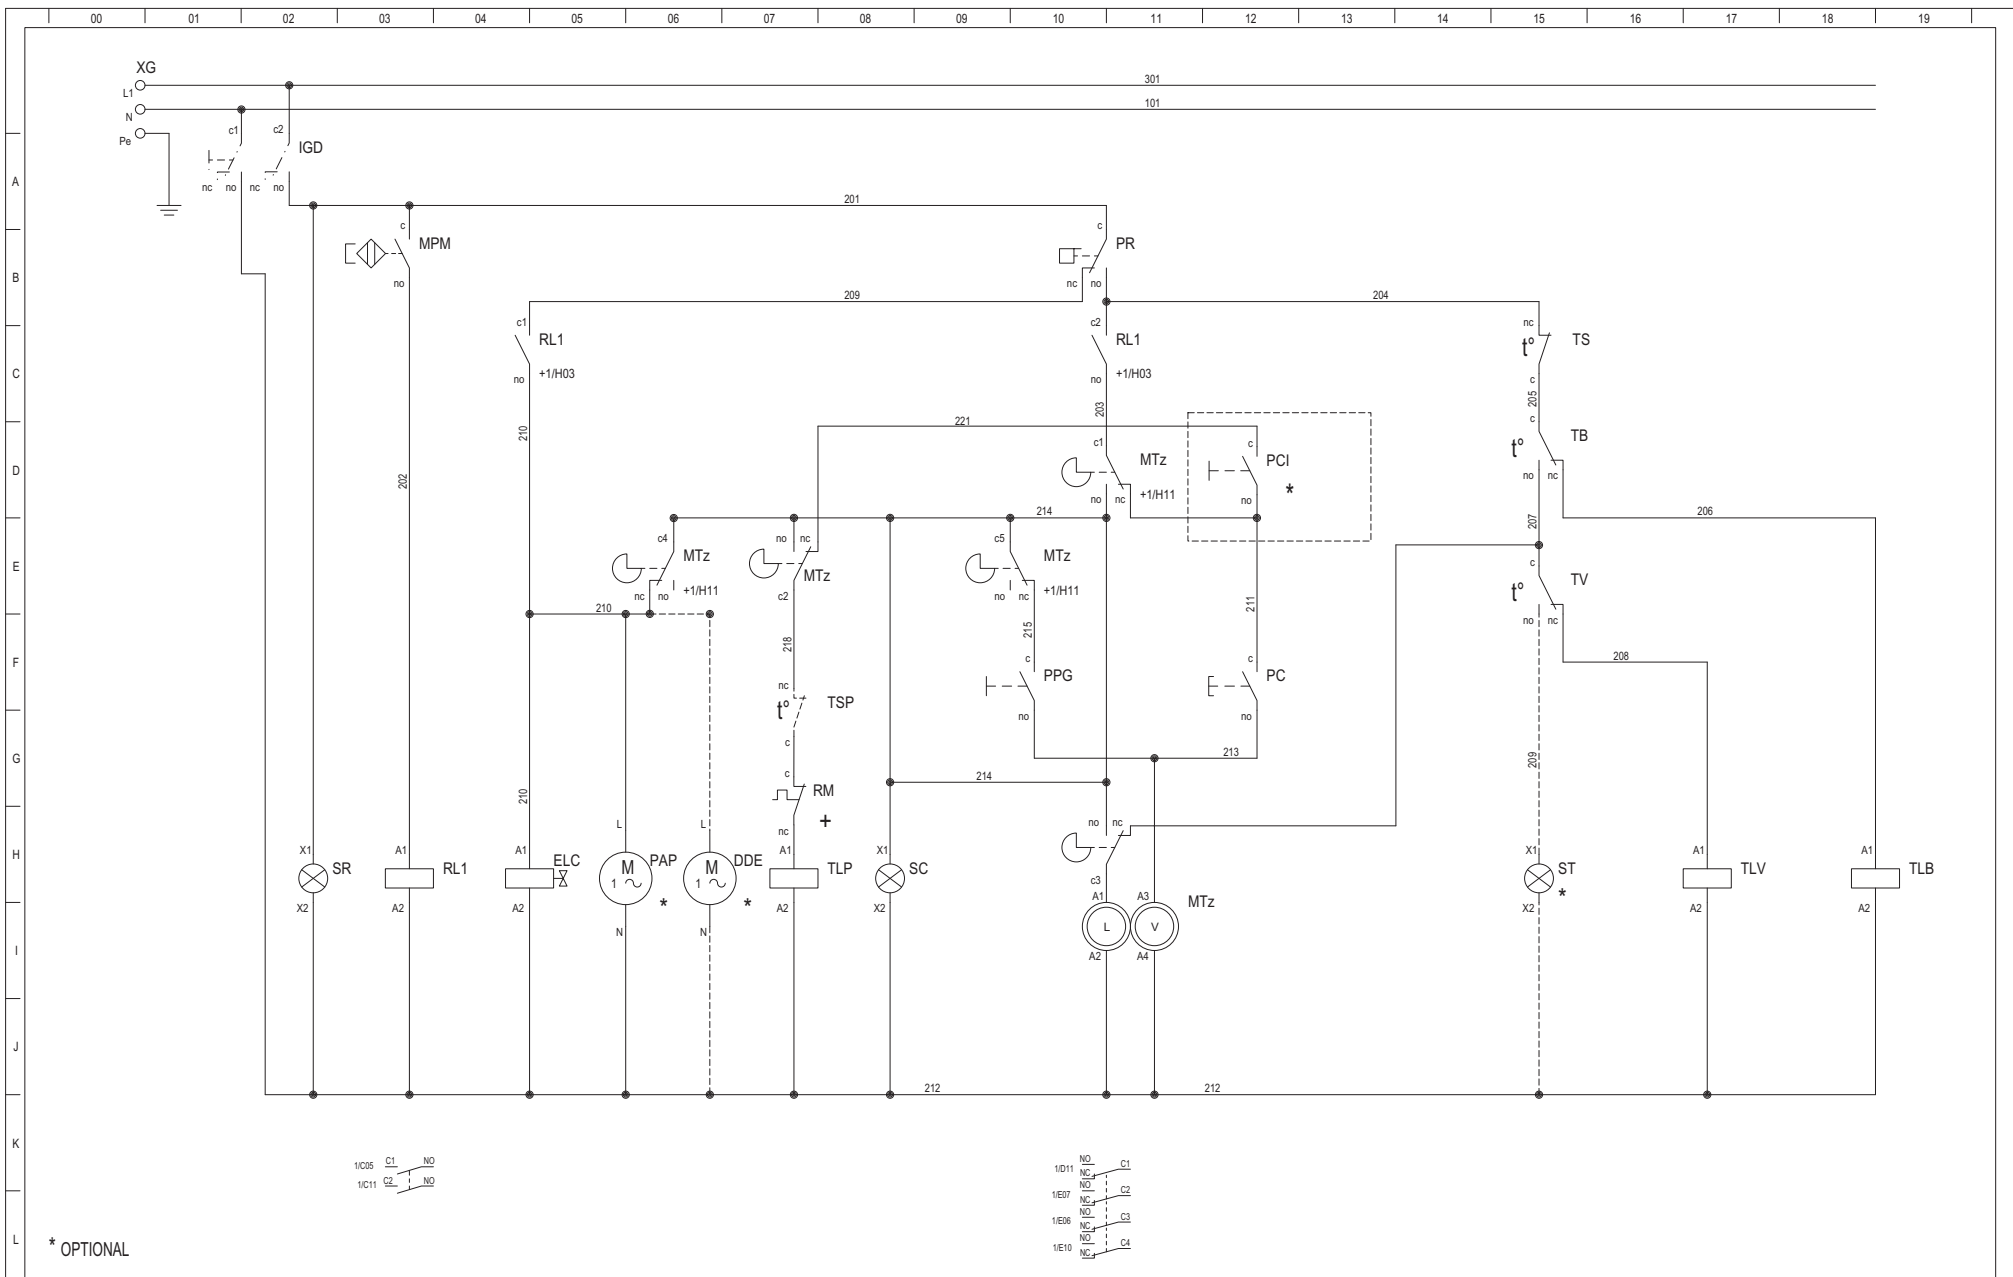 00 01 02 03 04 05 06 07 08 09 10 11 12 13 14 15 16 17 18 19
XG
L1
301
N
101
Pe
c1 c2
IGD
A
nc no nc no
201
c
MPM
no
c
PR
nc no
B
209
204
c1
RL1
no
+1/H03
c2
RL1
no
+1/H03
nc
TS
t°
c
C
205
203
210
221
c1
MTz
+1/H11
no nc
c
PCI
no
*
c
TB
t°
no nc
D
202
214
206
207
c4
MTz
+1/H11
nc no
no nc
MTz
c2
c5
MTz
+1/H11
no nc
c
TV
t°
no nc
E
210
218
215
211
208
nc
TSP
t°
c
c
PPG
no
c
PC
no
F
213
214
209
G
210
c
RM
+
nc
no nc
c3
L
L
X1
SR
X2
A1
RL1
A2
A1
ELC
A2
M
1
PAP
*
N
M
1
DDE
*
N
A1
TLP
A2
X1
SC
X2
A1
L
A2
A3
V
A4
MTz
X1
ST
*
X2
A1
TLV
A2
A1
TLB
A2
H
I
J
212
212
K
1/C05 C1 NO
1/C11 C2 NO
1/D11 NO NC C1
1/E07 NO NC C2
1/E06 NO NC C3
1/E10 NO NC C4
L
* OPTIONAL